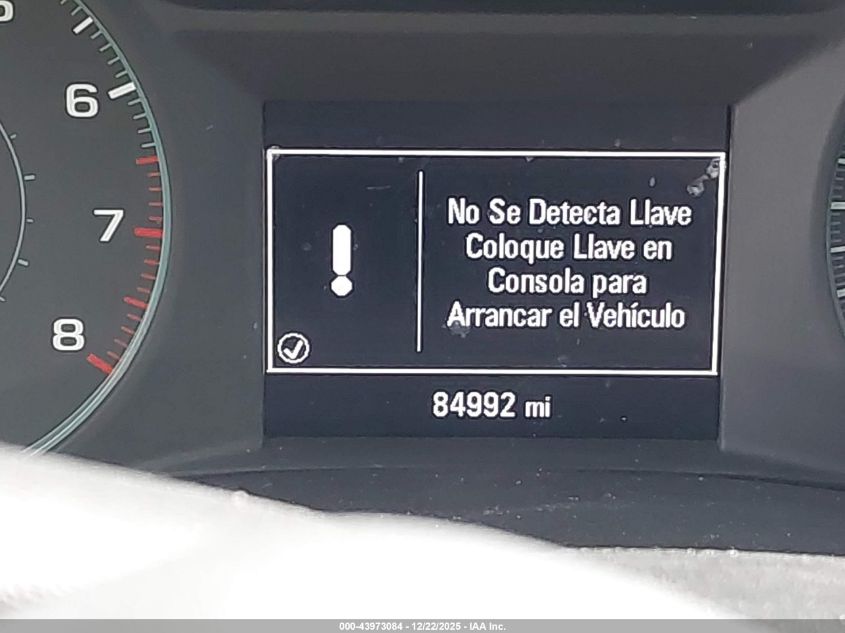 6
7
8
No Se Detecta Llave
Coloque Llave en
Consola para
Arrancar el Vehículo
84992 mi
000-43973084 - 12/22/2025 - IAA Inc.